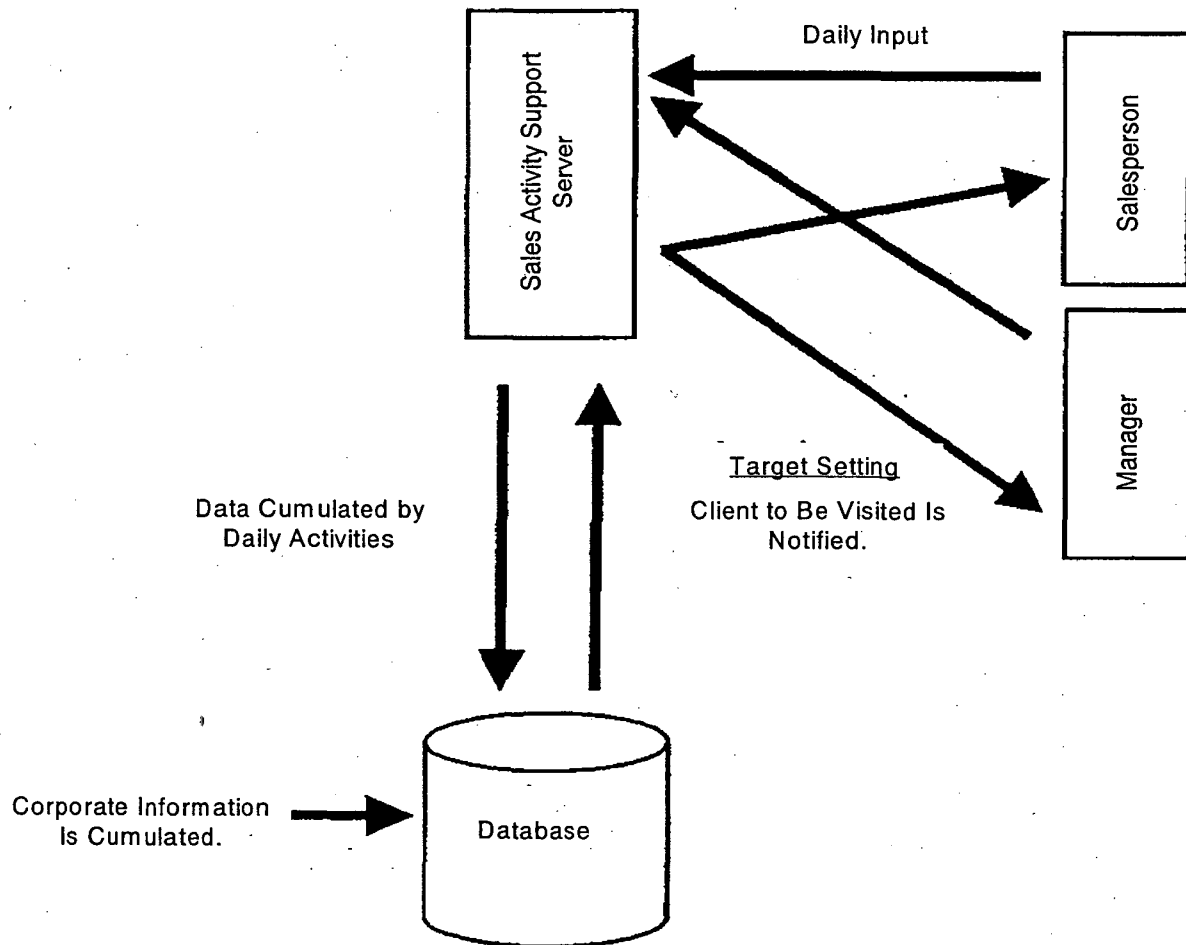 Daily Input
Sales Activity Support
Server
Salesperson
Manager
Target Setting
Client to Be Visited Is
Notified.
Data Cumulated by
Daily Activities
Corporate Information
Is Cumulated.
Database